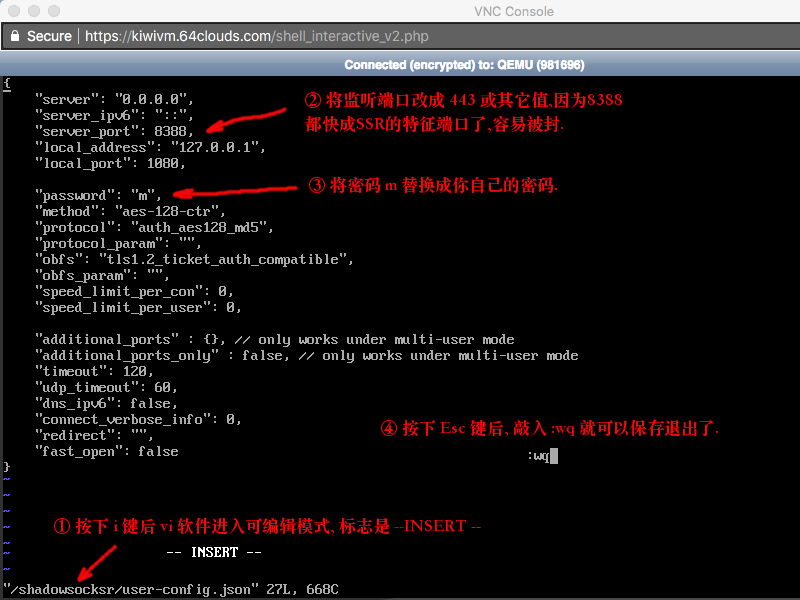 VNC Console
Secure | https://kiwivm.64clouds.com/shell_interactive_v2.php
Connected (encrypted) to: QEMU (981696)
{
"server": "0.0.0.0",
"server_ipv6": "::",
"server_port": 8388,
"local_address": "127.0.0.1",
"local_port": 1080,
② 将监听端口改成 443 或其它值,因为8388
都快成SSR的特征端口了,容易被封.
"password": "m",
③ 将密码 m 替换成你自己的密码.
"method": "aes-128-ctr",
"protocol": "auth_aes128_md5",
"protocol_param": "",
"obfs": "tls1.2_ticket_auth_compatible",
"obfs_param": "",
"speed_limit_per_con": 0,
"speed_limit_per_user": 0,
"additional_ports" : {}, // only works under multi-user mode
"additional_ports_only" : false, // only works under multi-user mode
"timeout": 120,
"udp_timeout": 60,
"dns_ipv6": false,
"connect_verbose_info": 0,
"redirect": "",
"fast_open": false
④ 按下 Esc 键后, 敲入 :wq 就可以保存退出了.
:wq
}
~
~
~
~
① 按下 i 键后 vi 软件进入可编辑模式, 标志是 --INSERT --
~
-- INSERT --
~
~
"/shadowsocksr/user-config.json" 27L, 668C